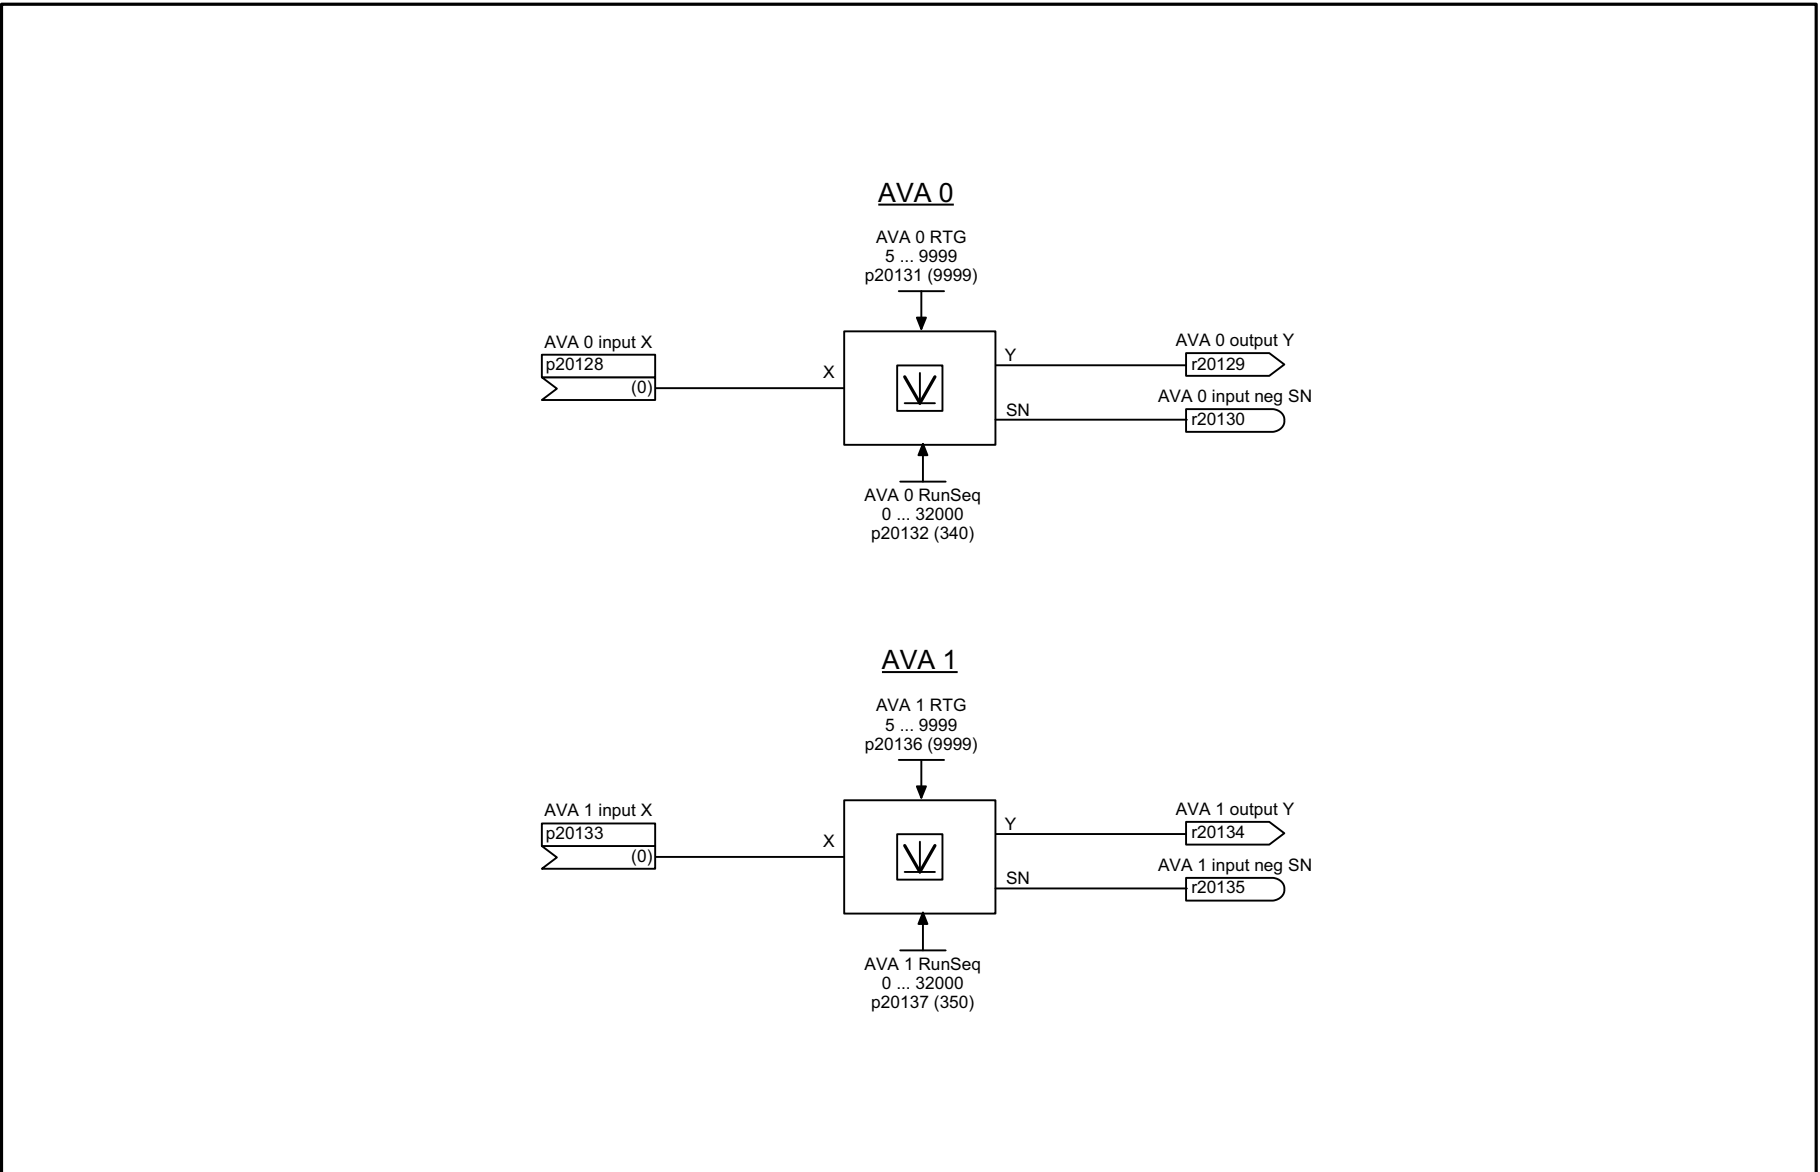 AVA 0
AVA 0 RTG
5 ... 9999
p20131 (9999)
AVA 0 input X
p20128
(0)
X
Y
AVA 0 output Y
r20129
SN
AVA 0 input neg SN
r20130
AVA 0 RunSeq
0 ... 32000
p20132 (340)
AVA 1
AVA 1 RTG
5 ... 9999
p20136 (9999)
AVA 1 input X
p20133
(0)
X
Y
AVA 1 output Y
r20134
SN
AVA 1 input neg SN
r20135
AVA 1 RunSeq
0 ... 32000
p20137 (350)